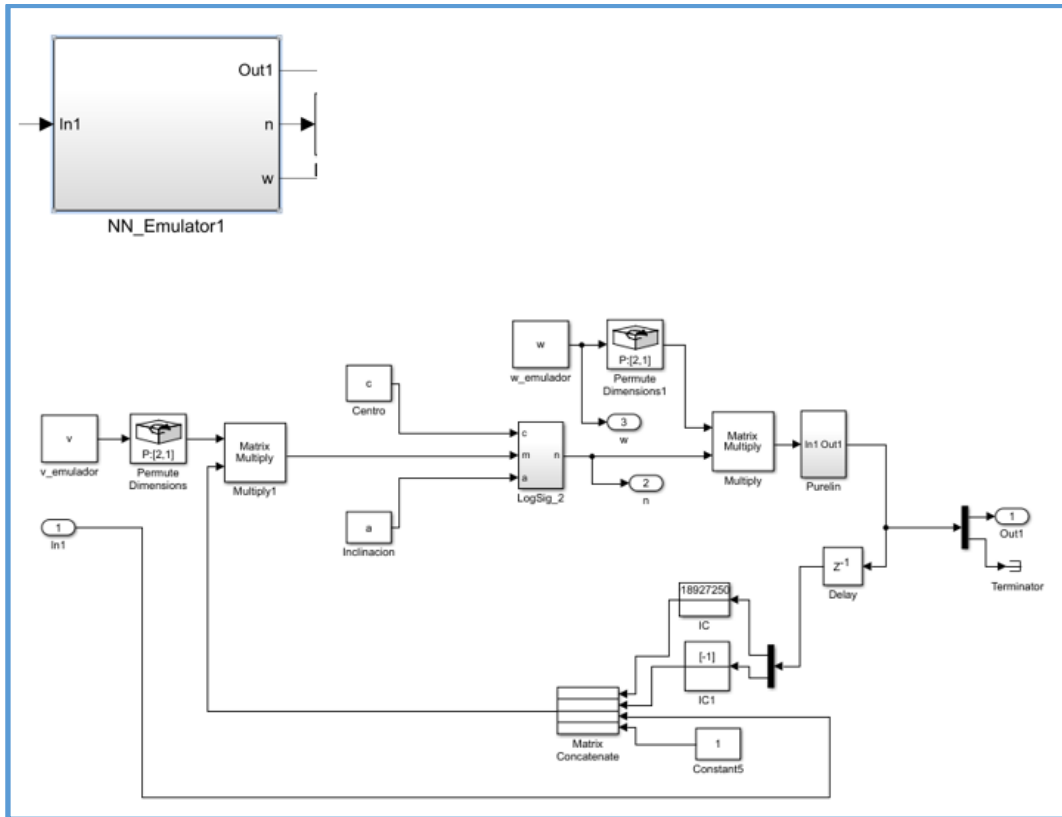 Out1
In1
n
w
NN_Emulator1
w
w_emulador
P:[2,1]
Permute
Dimensions1
c
Centro
3
w
v
v_emulador
P:[2,1]
Permute
Dimensions
Matrix
Multiply
Multiply1
c
m
a
n
LogSig_2
Matrix
Multiply
Multiply
In1 Out1
Purelin
2
n
a
Inclinacion
1
In1
1
Out1
Terminator
Z-1
Delay
18927250
IC
[-1]
IC1
Matrix
Concatenate
1
Constant5